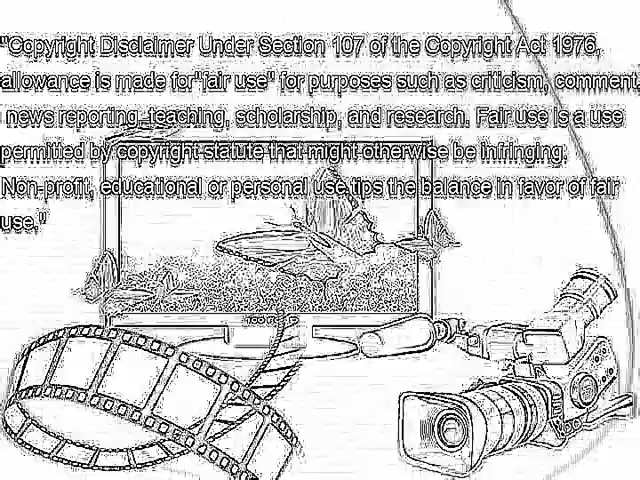 "Copyright Disclaimer Under Section 107 of the Copyright Act 1976,
allowance is made for"fair use" for purposes such as criticism, comment,
news reporting, teaching, scholarship, and research. Fair use is a use
permitted by copyright statute that might otherwise be infringing.
Non-profit, educational or personal use tips the balance in favor of fair
use."